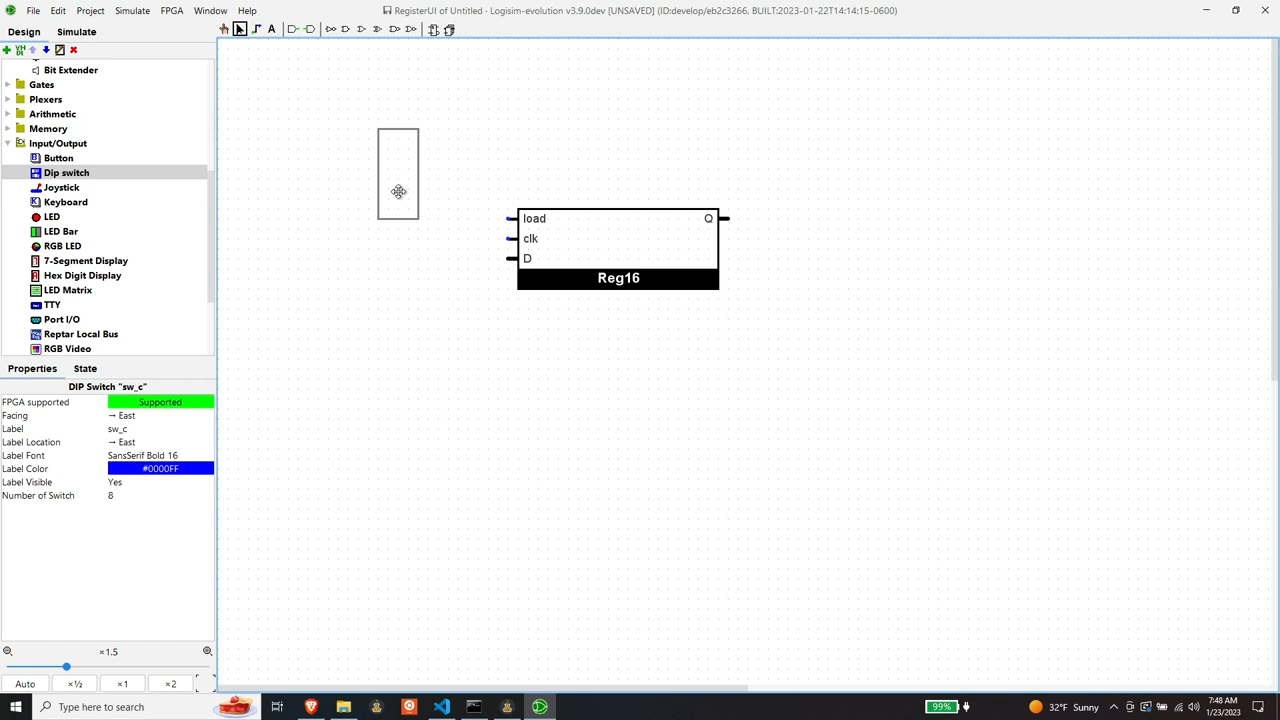 RegisterUI of Untitled - Logisim-evolution v3.9.0dev [UNSAVED] (ID:develop/eb2c3266, BUILT:2023-01-22T14:14:15-0600)
File Edit Project Simulate FPGA Window Help
Design Simulate
A
VH
DL
Bit Extender
Gates
Plexers
Arithmetic
Memory
Input/Output
Button
Dip switch
Joystick
Keyboard
LED
LED Bar
RGB LED
7-Segment Display
Hex Digit Display
LED Matrix
TTY
Port I/O
Reptar Local Bus
RGB Video
load Q
clk
D
Reg16
Properties State
DIP Switch "sw_c"
FPGA supported Supported
Facing → East
Label sw_c
Label Location → East
Label Font SansSerif Bold 16
Label Color #0000FF
Label Visible Yes
Number of Switch 8
×1.5
Auto ×½ ×1 ×2
Type here to search
99%
32°F Sunny
7:48 AM
1/23/2023